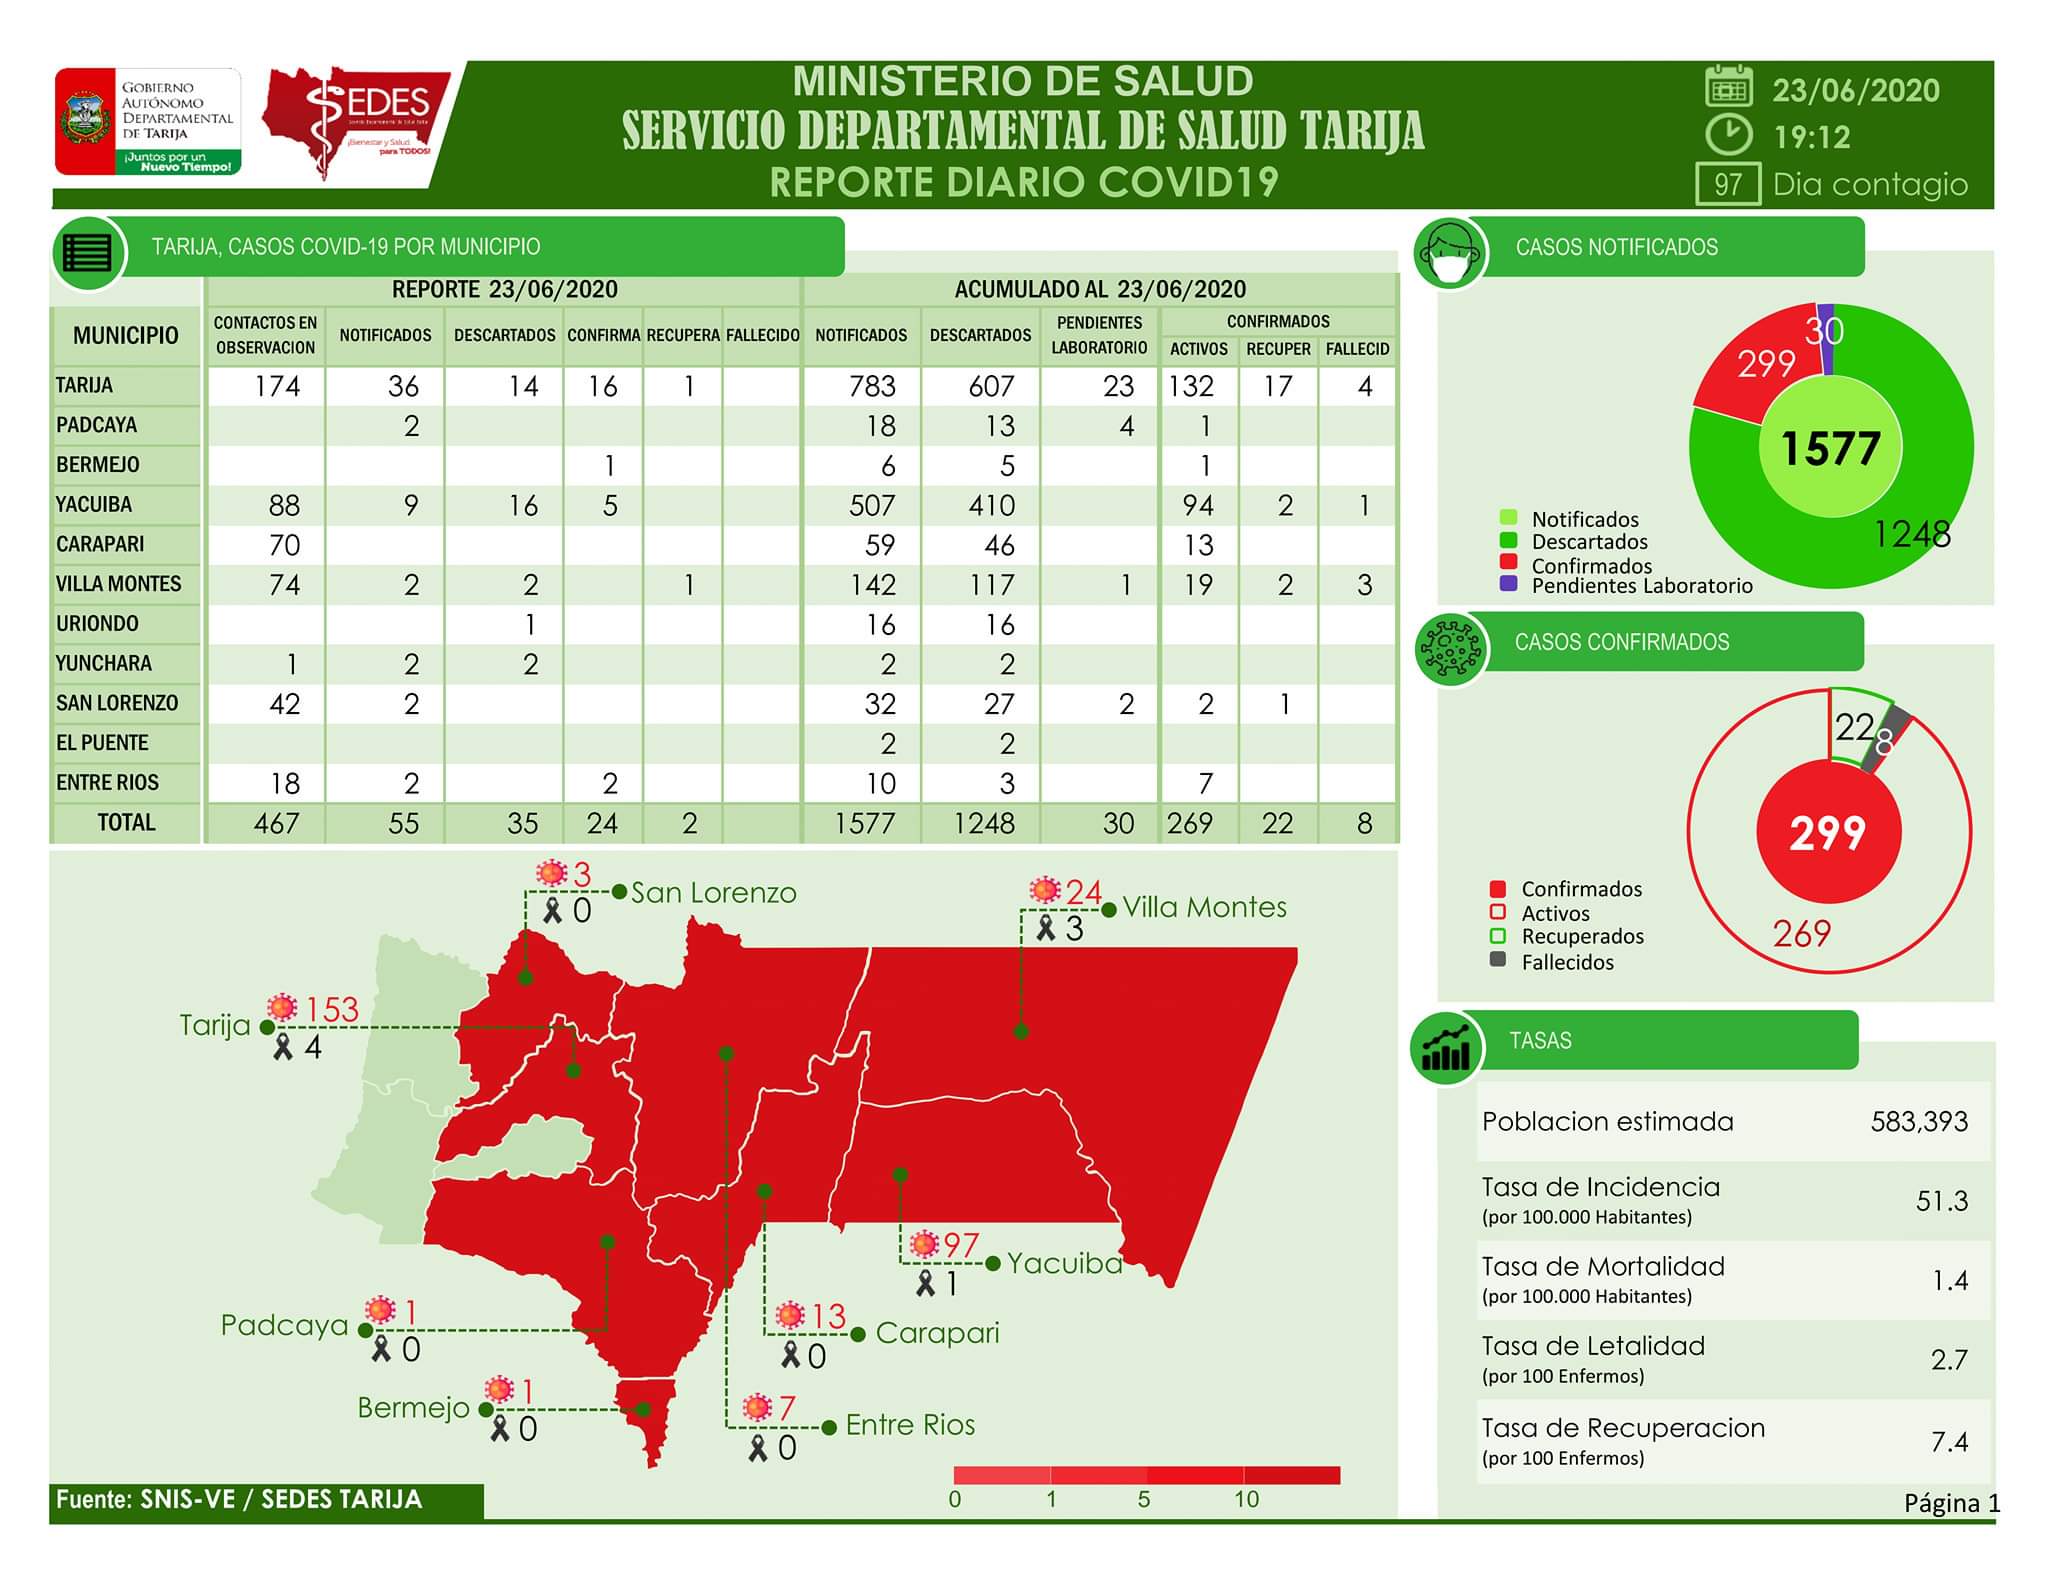 GOBIERNO
AUTÓNOMO
DEPARTAMENTAL
DE TARIJA
¡Juntos por un
Nuevo Tiempo!
SEDES
¡Bienestar y Salud
para TODOS!
MINISTERIO DE SALUD
SERVICIO DEPARTAMENTAL DE SALUD TARIJA
REPORTE DIARIO COVID19
23/06/2020
19:12
97 Dia contagio
TARIJA, CASOS COVID-19 POR MUNICIPIO
REPORTE 23/06/2020 ACUMULADO AL 23/06/2020
MUNICIPIO CONTACTOS EN OBSERVACION NOTIFICADOS DESCARTADOS CONFIRMA RECUPERA FALLECIDO NOTIFICADOS DESCARTADOS PENDIENTES LABORATORIO CONFIRMADOS
ACTIVOS RECUPER FALLECID
TARIJA 174 36 14 16 1 783 607 23 132 17 4
PADCAYA 2 18 13 4 1
BERMEJO 1 6 5 1
YACUIBA 88 9 16 5 507 410 94 2 1
CARAPARI 70 59 46 13
VILLA MONTES 74 2 2 1 142 117 1 19 2 3
URIONDO 1 16 16
YUNCHARA 1 2 2 2 2
SAN LORENZO 42 2 32 27 2 2 1
EL PUENTE 2 2
ENTRE RIOS 18 2 2 10 3 7
TOTAL 467 55 35 24 2 1577 1248 30 269 22 8
3
San Lorenzo
0
24
Villa Montes
3
153
Tarija
4
97
Yacuiba
1
1
Padcaya
0
13
Carapari
0
1
Bermejo
0
7
Entre Rios
0
0 1 5 10
Fuente: SNIS-VE / SEDES TARIJA
CASOS NOTIFICADOS
30
299
1577
1248
Notificados
Descartados
Confirmados
Pendientes Laboratorio
CASOS CONFIRMADOS
22
8
299
269
Confirmados
Activos
Recuperados
Fallecidos
TASAS
Poblacion estimada 583,393
Tasa de Incidencia
(por 100.000 Habitantes) 51.3
Tasa de Mortalidad
(por 100.000 Habitantes) 1.4
Tasa de Letalidad
(por 100 Enfermos) 2.7
Tasa de Recuperacion
(por 100 Enfermos) 7.4
Página 1